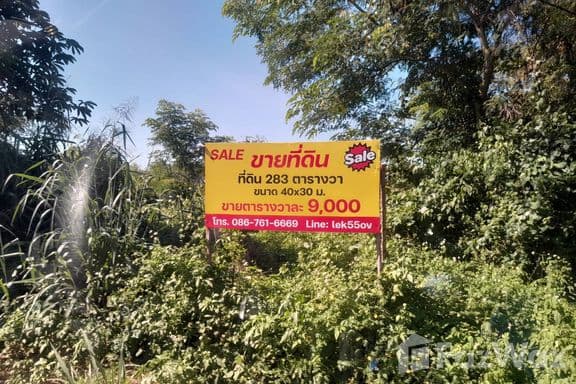 SALE ขายที่ดิน Sale
ที่ดิน 283 ตารางวา
ขนาด 40x30 ม.
ขายตารางวาละ 9,000
โทร. 086-761-6669 Line: lek55ov